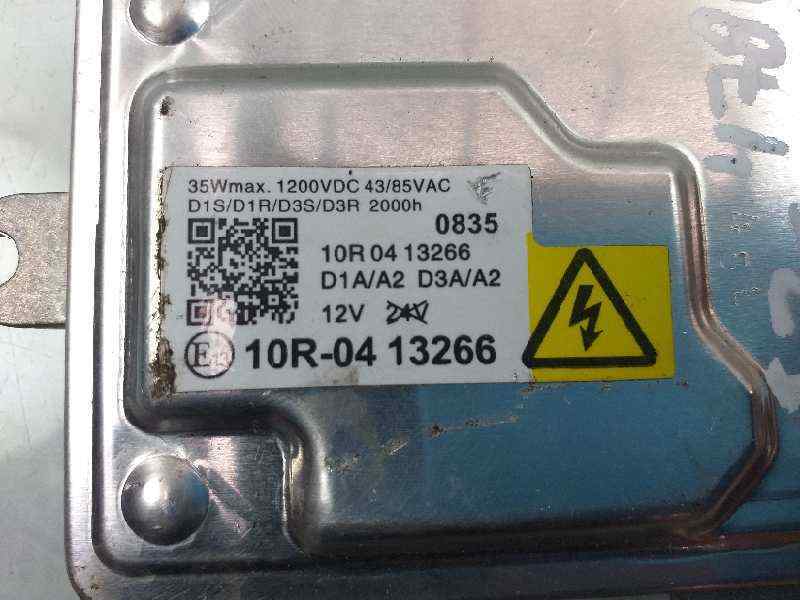 35Wmax. 1200VDC 43/85VAC
D1S/D1R/D3S/D3R 2000h
0835
10R 04 13266
D1A/A2 D3A/A2
12V 24V
10R-04 13266